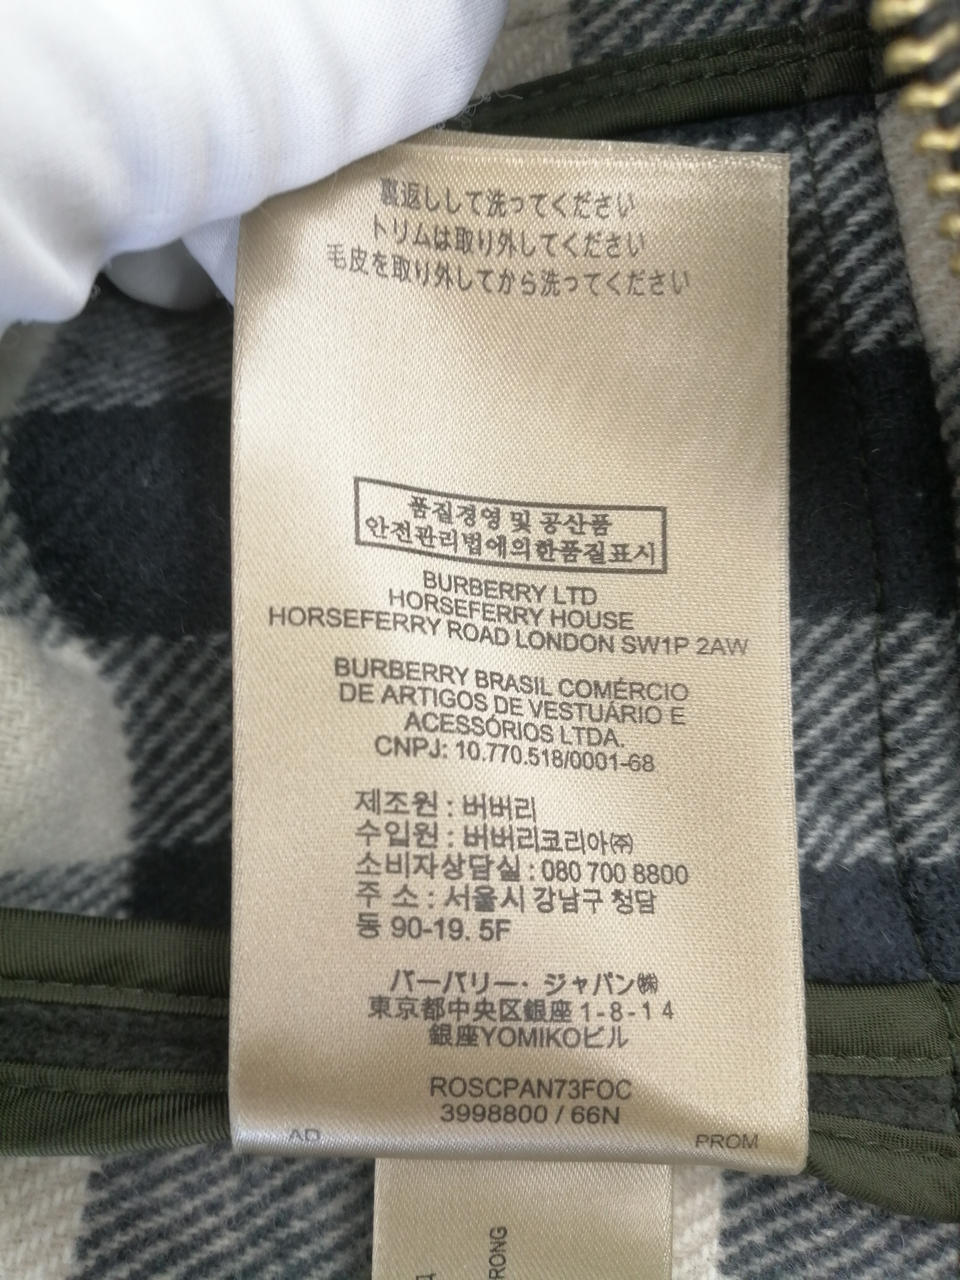 裏返しして洗ってください
トリムは取り外してください
毛皮を取り外してから洗ってください
품질경영 및 공산품
안전관리법에의한품질표시
BURBERRY LTD
HORSEFERRY HOUSE
HORSEFERRY ROAD LONDON SW1P 2AW
BURBERRY BRASIL COMÉRCIO
DE ARTIGOS DE VESTUÁRIO E
ACESSÓRIOS LTDA.
CNPJ: 10.770.518/0001-68
제조원 : 버버리
수입원 : 버버리코리아㈜
소비자상담실 : 080 700 8800
주 소 : 서울시 강남구 청담
동 90-19. 5F
バーバリー・ジャパン㈱
東京都中央区銀座 1-8-14
銀座YOMIKOビル
ROSCPAN73FOC
3998800 / 66N
AD PROM
RONG